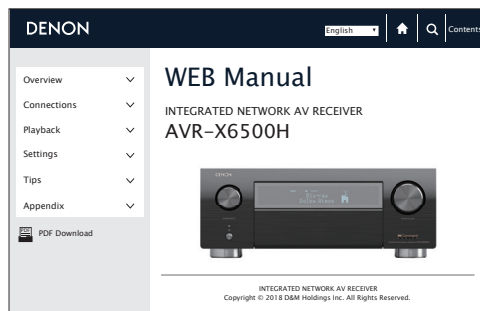 DENON
English
Contents
Overview
Connections
Playback
Settings
Tips
Appendix
PDF Download
WEB Manual
INTEGRATED NETWORK AV RECEIVER
AVR-X6500H
DENON
INTEGRATED NETWORK AV RECEIVER
Copyright © 2018 D&M Holdings Inc. All Rights Reserved.